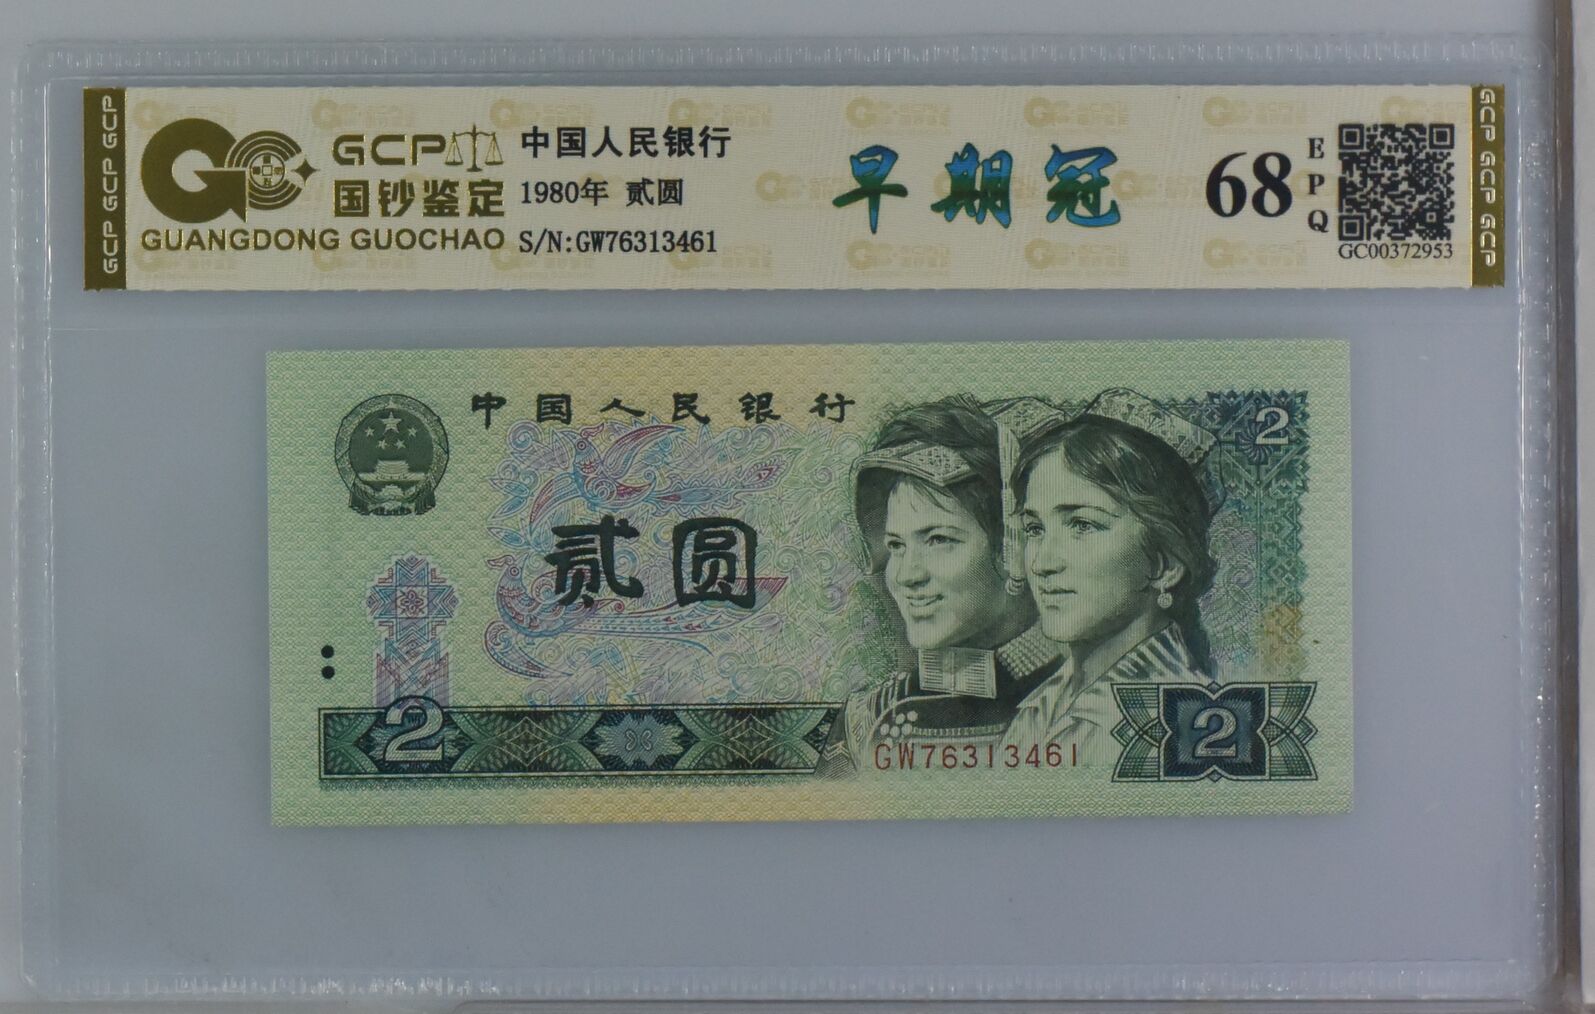 GCP GCP GCP
GCP
国钞鉴定
GUANGDONG GUOCHAO
中国人民银行
1980年 贰圆
S/N:GW76313461
早期冠
68
EPQ
GC00372953
GCP GCP GCP
中国人民银行
2
贰圆
2
GW76313461
2